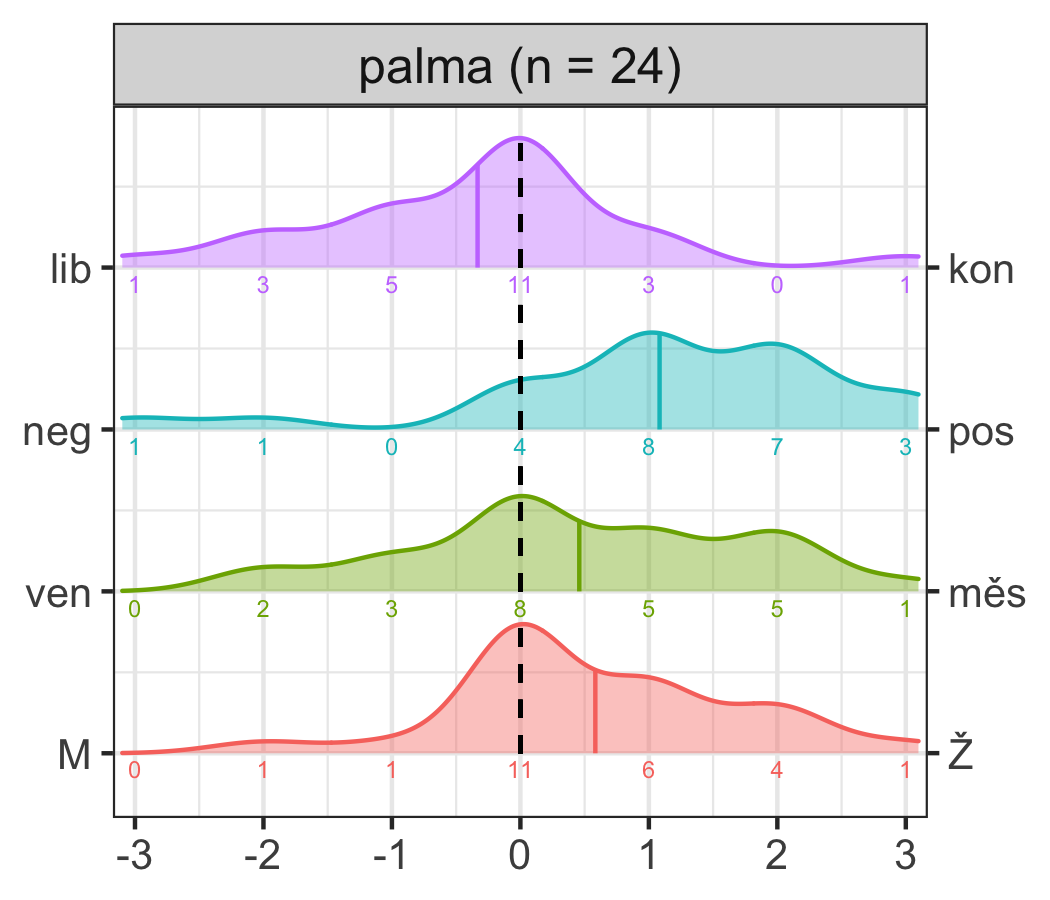 palma (n = 24)
lib kon
1 3 5 11 3 0 1
neg pos
1 1 0 4 8 7 3
ven měs
0 2 3 8 5 5 1
M Ž
0 1 1 11 6 4 1
-3 -2 -1 0 1 2 3